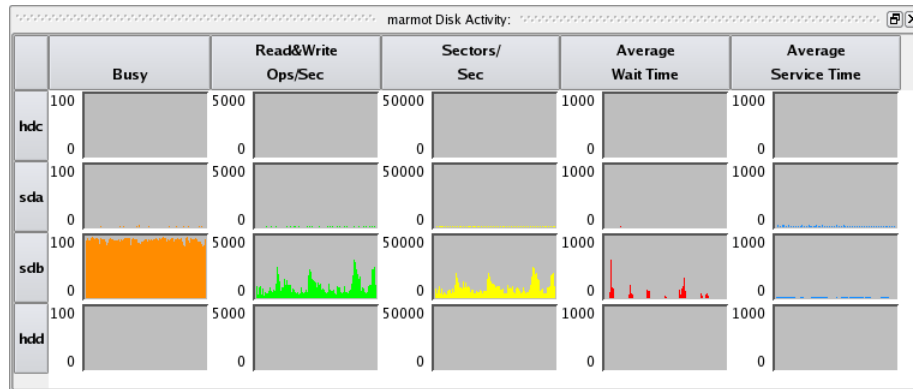 marmot Disk Activity:
Busy Read&Write Ops/Sec Sectors/ Sec Average Wait Time Average Service Time
hdc 100 0 5000 0 50000 0 1000 0 1000 0
sda 100 0 5000 0 50000 0 1000 0 1000 0
sdb 100 0 5000 0 50000 0 1000 0 1000 0
hdd 100 0 5000 0 50000 0 1000 0 1000 0